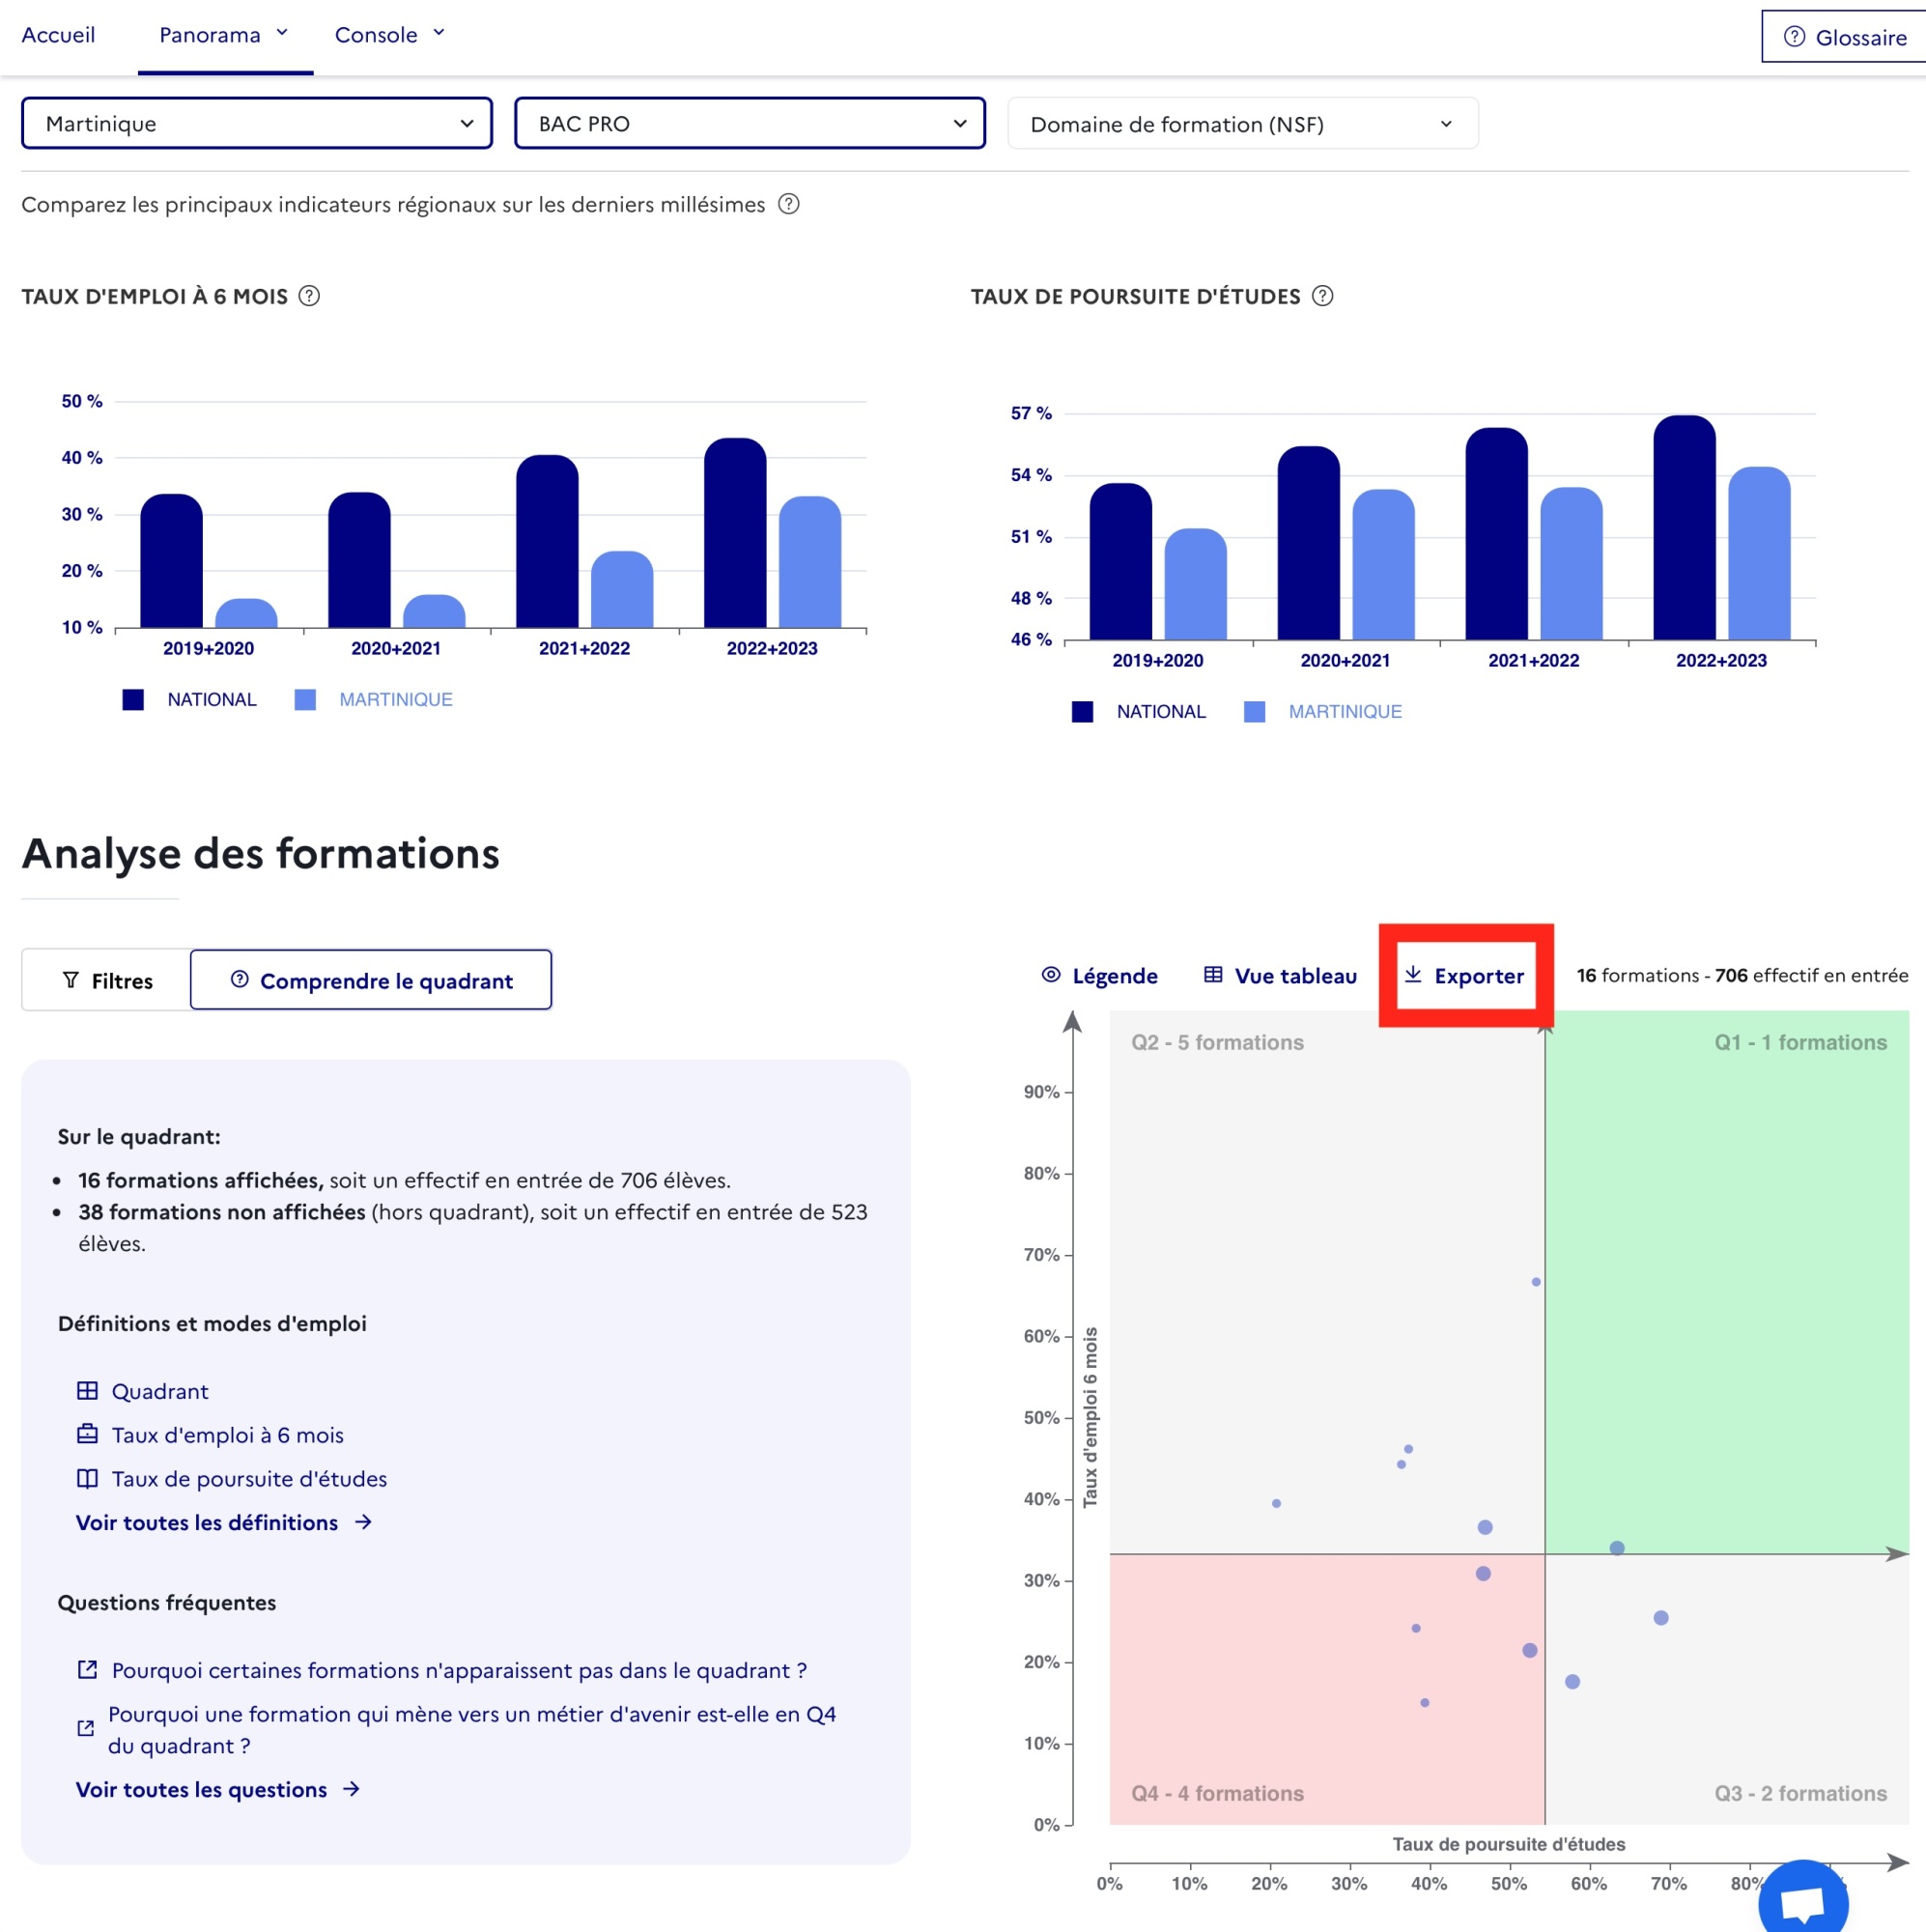 Accueil
Panorama
Console
Glossaire
Martinique
BAC PRO
Domaine de formation (NSF)
Comparez les principaux indicateurs régionaux sur les derniers millésimes
TAUX D'EMPLOI À 6 MOIS
50 %
40 %
30 %
20 %
10 %
2019+2020
2020+2021
2021+2022
2022+2023
NATIONAL
MARTINIQUE
TAUX DE POURSUITE D'ÉTUDES
57 %
54 %
51 %
48 %
46 %
2019+2020
2020+2021
2021+2022
2022+2023
NATIONAL
MARTINIQUE
Analyse des formations
Filtres
Comprendre le quadrant
Sur le quadrant:
16 formations affichées, soit un effectif en entrée de 706 élèves.
38 formations non affichées (hors quadrant), soit un effectif en entrée de 523
élèves.
Définitions et modes d'emploi
Quadrant
Taux d'emploi à 6 mois
Taux de poursuite d'études
Voir toutes les définitions
Questions fréquentes
Pourquoi certaines formations n'apparaissent pas dans le quadrant ?
Pourquoi une formation qui mène vers un métier d'avenir est-elle en Q4
du quadrant ?
Voir toutes les questions
Légende
Vue tableau
Exporter
16 formations - 706 effectif en entrée
Q2 - 5 formations
Q1 - 1 formations
90%
80%
70%
60%
50%
40%
30%
20%
10%
0%
Taux d'emploi 6 mois
Q4 - 4 formations
Q3 - 2 formations
Taux de poursuite d'études
0%
10%
20%
30%
40%
50%
60%
70%
80%